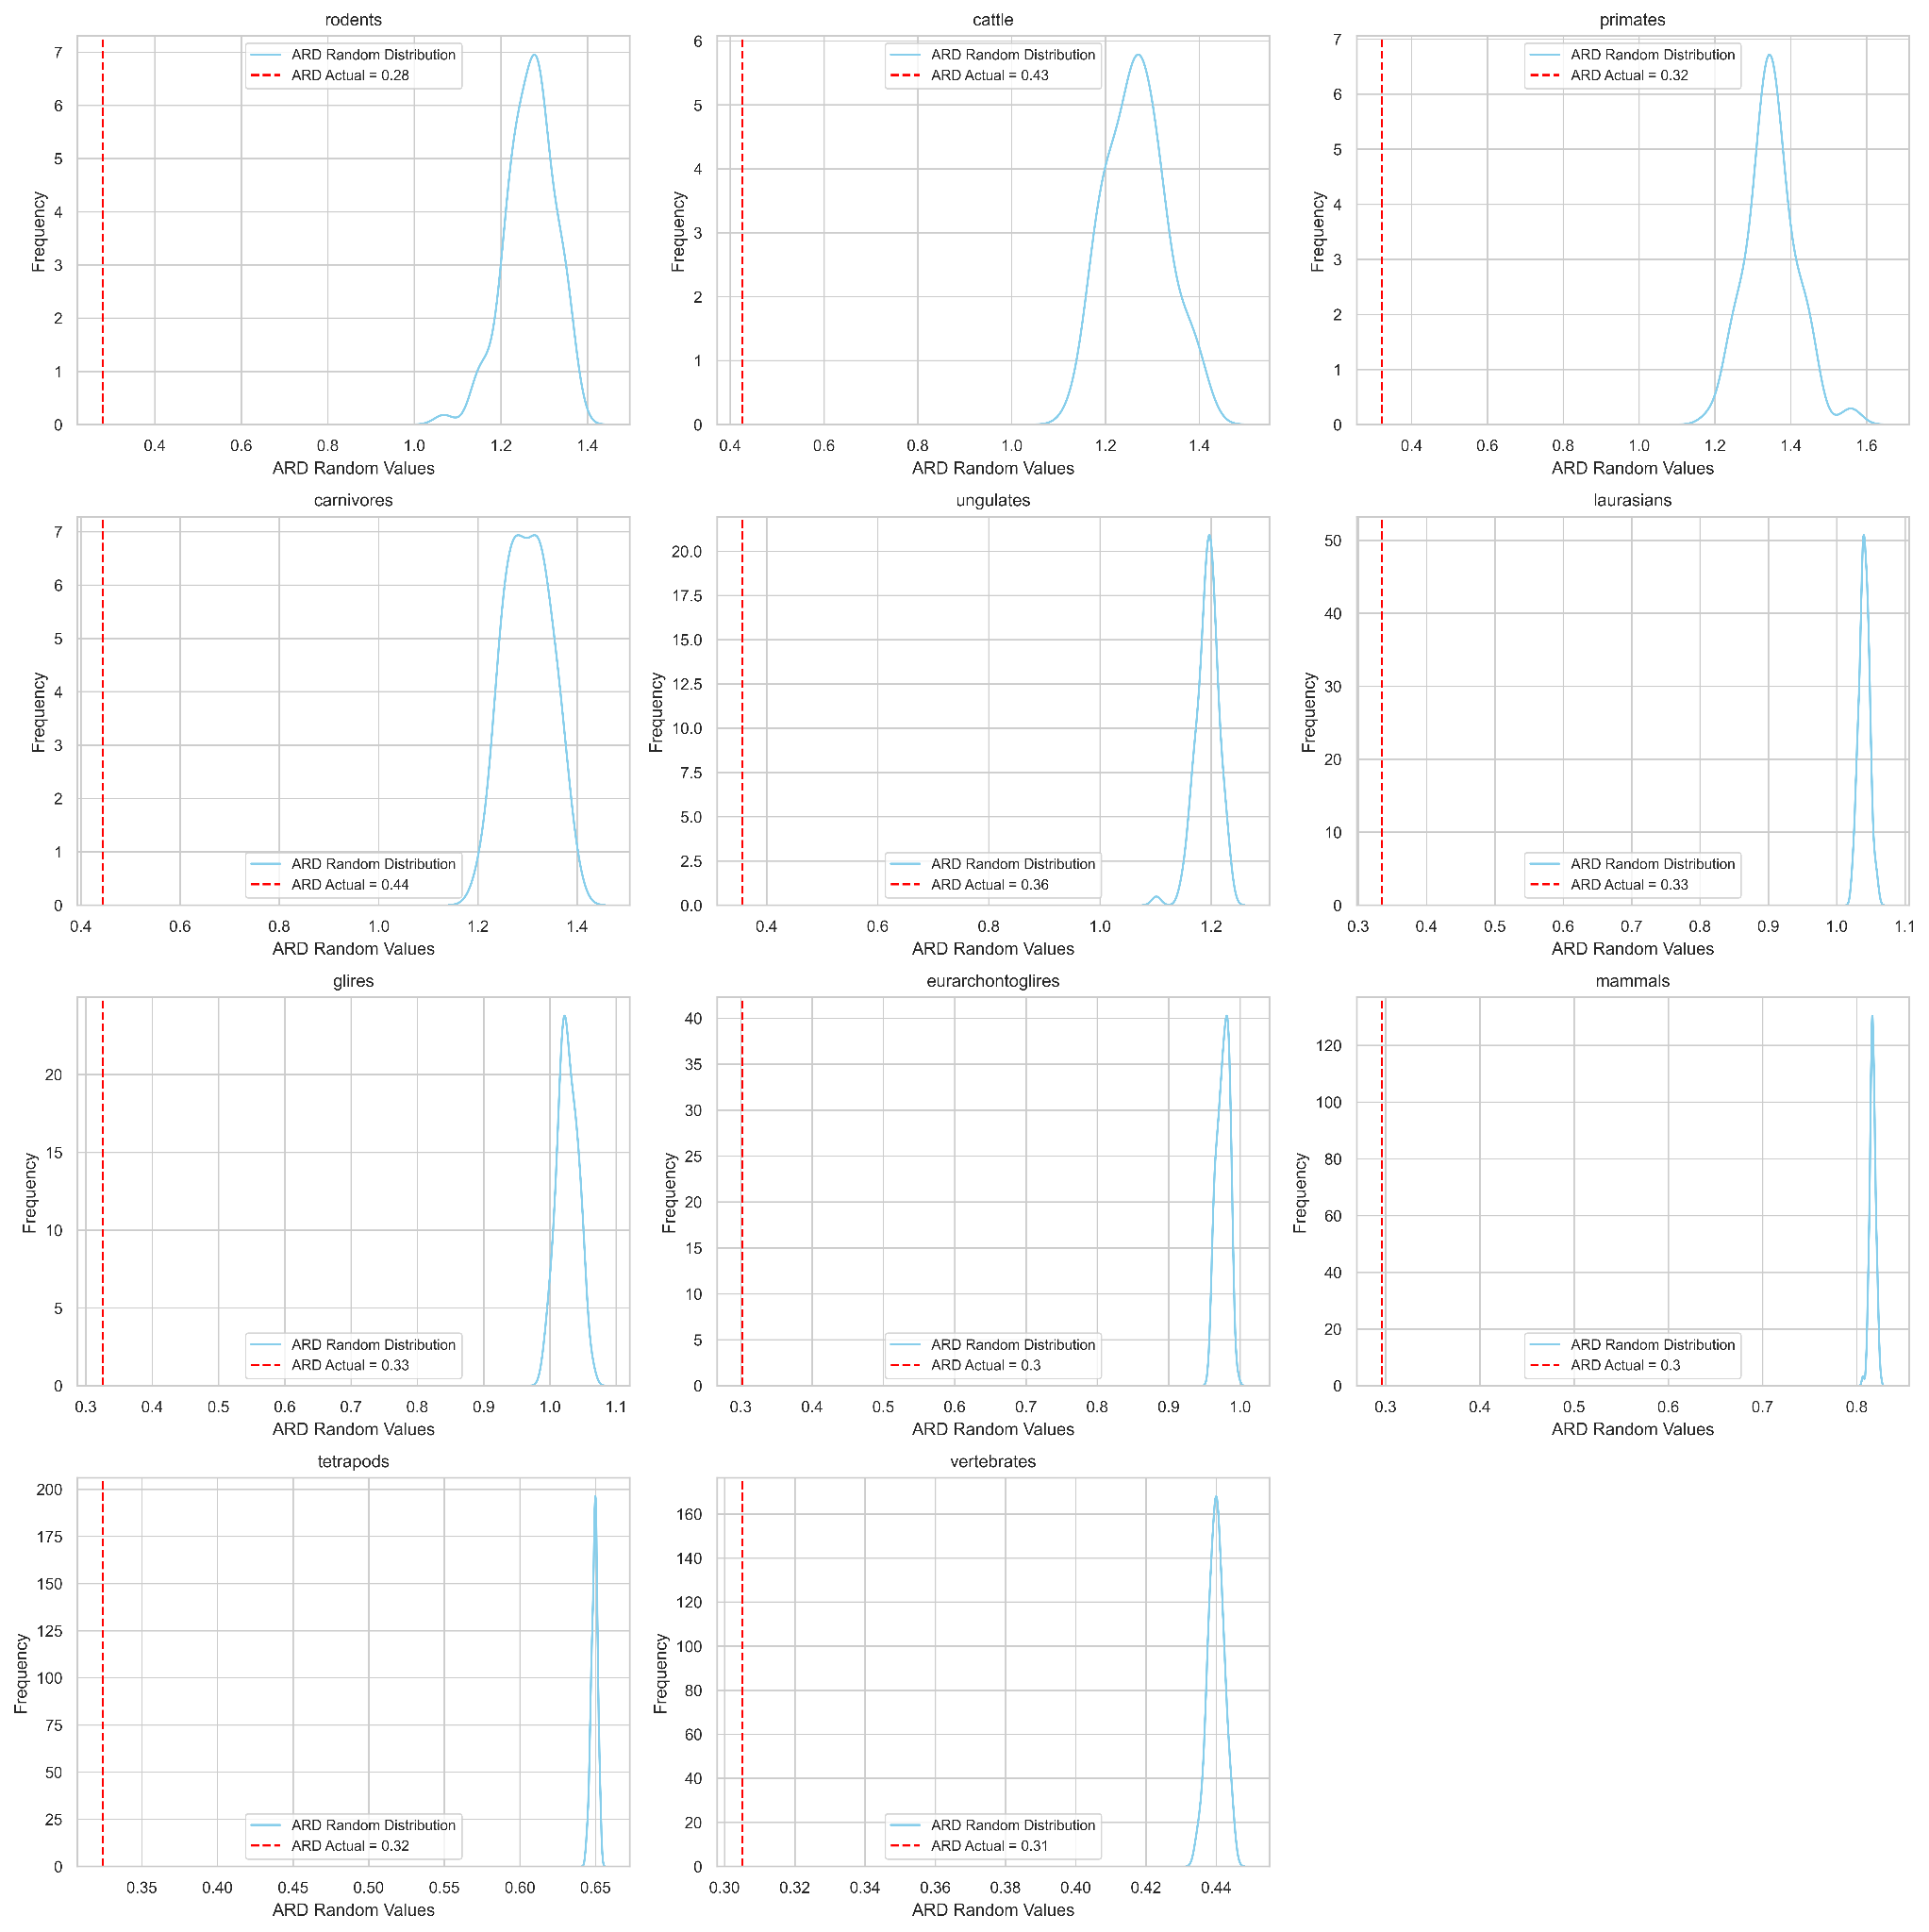 rodents
7
6
5
4
3
2
1
0
Frequency
ARD Random Distribution
ARD Actual = 0.28
0.4 0.6 0.8 1.0 1.2 1.4
ARD Random Values
cattle
6
5
4
3
2
1
0
Frequency
ARD Random Distribution
ARD Actual = 0.43
0.4 0.6 0.8 1.0 1.2 1.4
ARD Random Values
primates
7
6
5
4
3
2
1
0
Frequency
ARD Random Distribution
ARD Actual = 0.32
0.4 0.6 0.8 1.0 1.2 1.4 1.6
ARD Random Values
carnivores
7
6
5
4
3
2
1
0
Frequency
ARD Random Distribution
ARD Actual = 0.44
0.4 0.6 0.8 1.0 1.2 1.4
ARD Random Values
ungulates
20.0
17.5
15.0
12.5
10.0
7.5
5.0
2.5
0.0
Frequency
ARD Random Distribution
ARD Actual = 0.36
0.4 0.6 0.8 1.0 1.2
ARD Random Values
laurasians
50
40
30
20
10
0
Frequency
ARD Random Distribution
ARD Actual = 0.33
0.3 0.4 0.5 0.6 0.7 0.8 0.9 1.0 1.1
ARD Random Values
glires
20
15
10
5
0
Frequency
ARD Random Distribution
ARD Actual = 0.33
0.3 0.4 0.5 0.6 0.7 0.8 0.9 1.0 1.1
ARD Random Values
eurarchontoglires
40
35
30
25
20
15
10
5
0
Frequency
ARD Random Distribution
ARD Actual = 0.3
0.3 0.4 0.5 0.6 0.7 0.8 0.9 1.0
ARD Random Values
mammals
120
100
80
60
40
20
0
Frequency
ARD Random Distribution
ARD Actual = 0.3
0.3 0.4 0.5 0.6 0.7 0.8
ARD Random Values
tetrapods
200
175
150
125
100
75
50
25
0
Frequency
ARD Random Distribution
ARD Actual = 0.32
0.35 0.40 0.45 0.50 0.55 0.60 0.65
ARD Random Values
vertebrates
160
140
120
100
80
60
40
20
0
Frequency
ARD Random Distribution
ARD Actual = 0.31
0.30 0.32 0.34 0.36 0.38 0.40 0.42 0.44
ARD Random Values